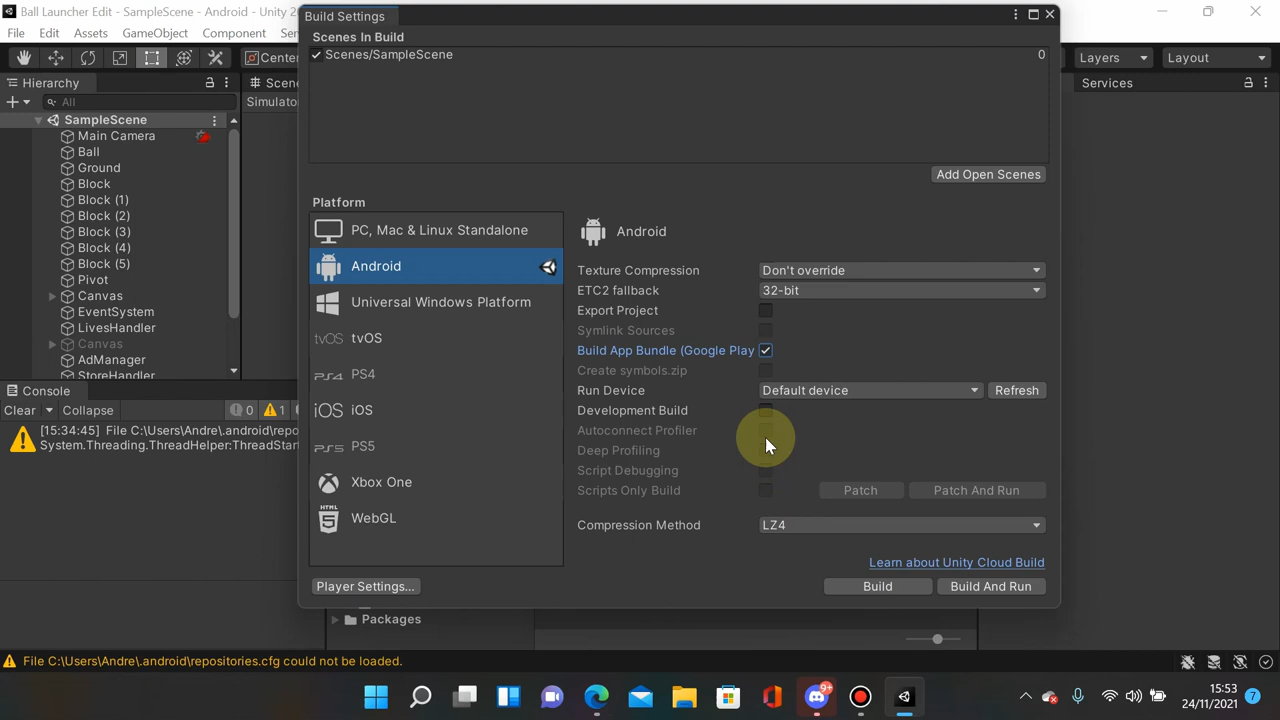 Ball Launcher Edit - SampleScene - Android - Unity 2
Build Settings
File Edit Assets GameObject Component
Scenes In Build
Scenes/SampleScene 0
Center
Layers
Layout
Hierarchy
Scen
Services
All
Simulato
SampleScene
Main Camera
Ball
Ground
Block
Block (1)
Block (2)
Block (3)
Block (4)
Block (5)
Pivot
Canvas
EventSystem
LivesHandler
Canvas
AdManager
StoreHandler
Add Open Scenes
Platform
PC, Mac & Linux Standalone
Android
Universal Windows Platform
tvOS tvOS
PS4
iOS iOS
PS5
Xbox One
HTML
WebGL
Android
Texture Compression Don't override
ETC2 fallback 32-bit
Export Project
Symlink Sources
Build App Bundle (Google Play
Create symbols.zip
Run Device Default device Refresh
Development Build
Autoconnect Profiler
Deep Profiling
Script Debugging
Scripts Only Build Patch Patch And Run
Compression Method LZ4
Learn about Unity Cloud Build
Player Settings... Build Build And Run
Console
Clear Collapse 0 1
[15:34:45] File C:\Users\Andre\.android\repo
System.Threading.ThreadHelper:ThreadStart
Packages
File C:\Users\Andre\.android\repositories.cfg could not be loaded.
9+
15:53
24/11/2021
7